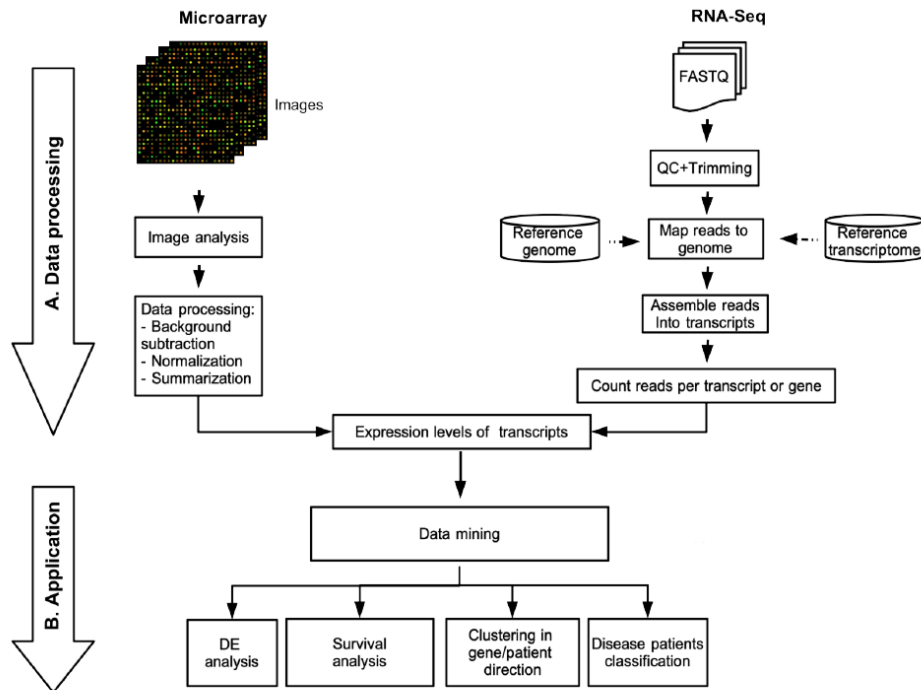 Microarray
RNA-Seq
Images
FASTQ
A. Data processing
QC+Trimming
Image analysis
Reference
genome
Map reads to
genome
Reference
transcriptome
Data processing:
- Background
subtraction
- Normalization
- Summarization
Assemble reads
Into transcripts
Count reads per transcript or gene
Expression levels of transcripts
B. Application
Data mining
DE
analysis
Survival
analysis
Clustering in
gene/patient
direction
Disease patients
classification